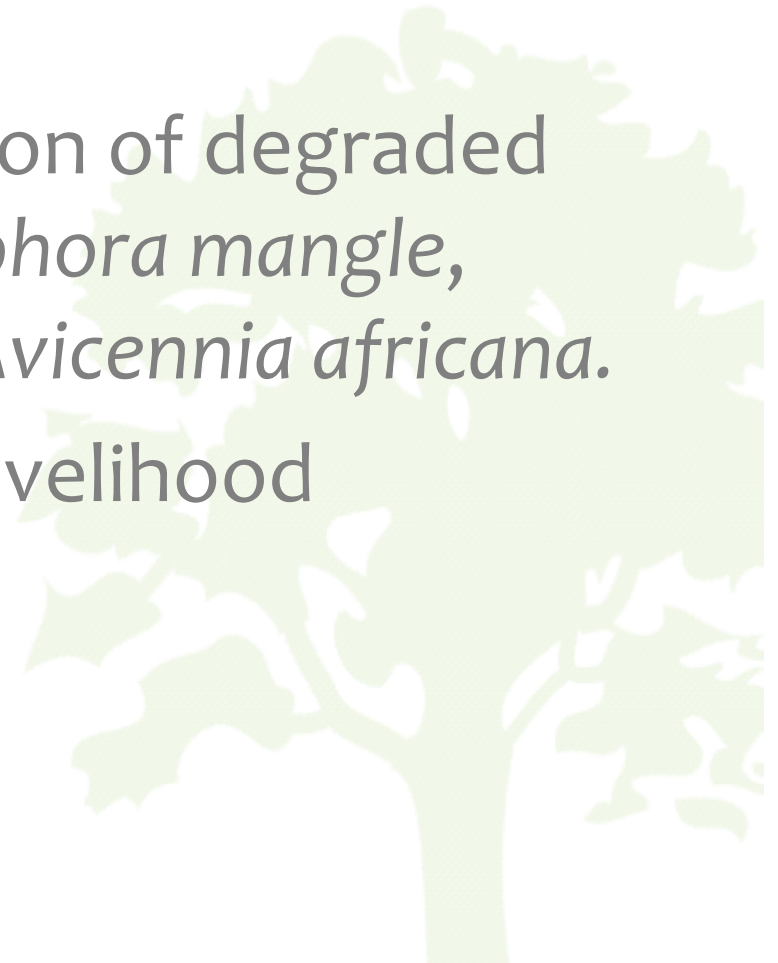 on of degraded
phora mangle,
Avicennia africana.
velihood